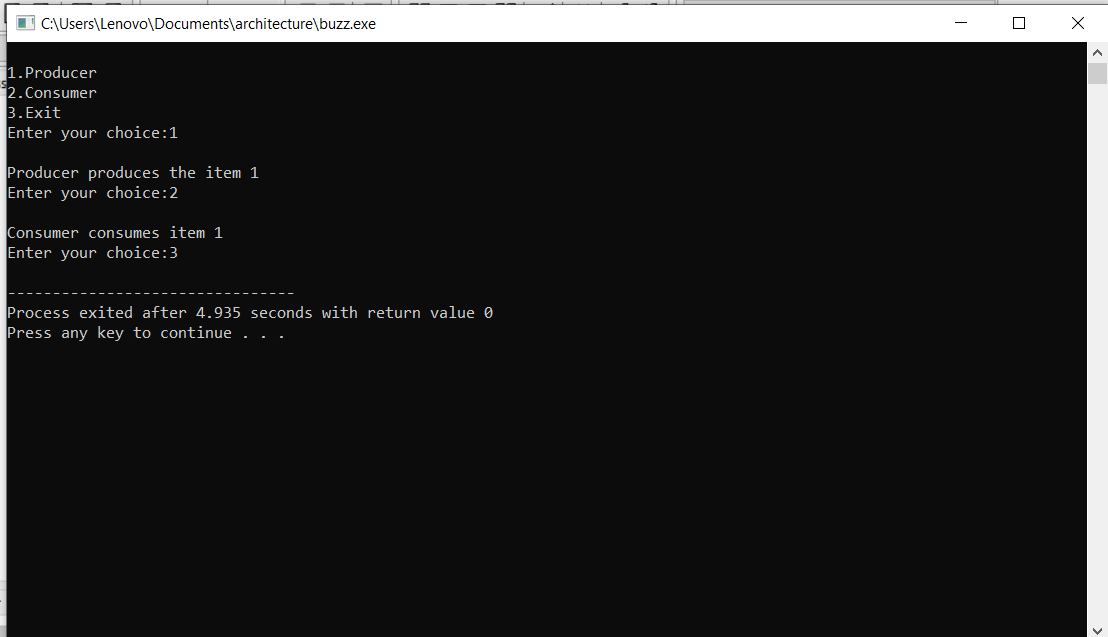 C:\Users\Lenovo\Documents\architecture\buzz.exe
1.Producer
2.Consumer
3.Exit
Enter your choice:1
Producer produces the item 1
Enter your choice:2
Consumer consumes item 1
Enter your choice:3
--------------------------------
Process exited after 4.935 seconds with return value 0
Press any key to continue . . .